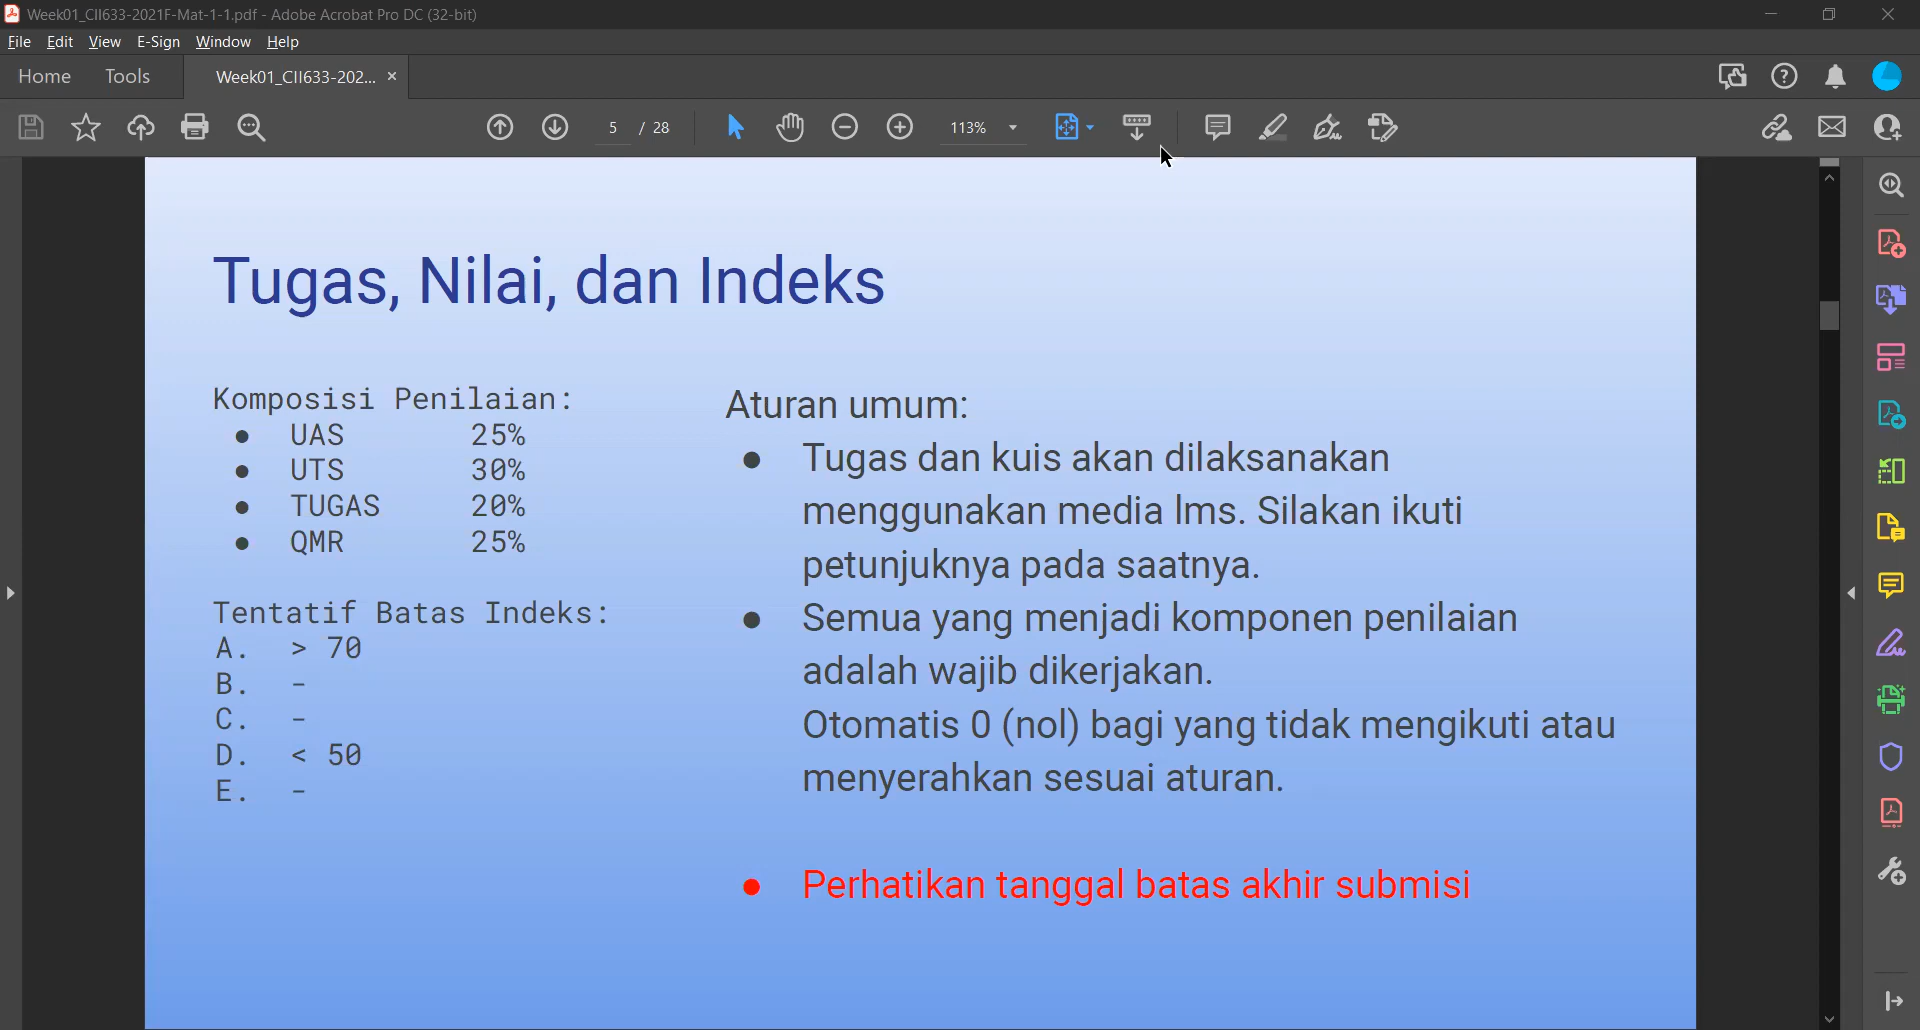 Week01_CII633-2021F-Mat-1-1.pdf - Adobe Acrobat Pro DC (32-bit)
File Edit View E-Sign Window Help
Home Tools Week01_CII633-202... ×
5 / 28 113%
Tugas, Nilai, dan Indeks
Komposisi Penilaian:
● UAS 25%
● UTS 30%
● TUGAS 20%
● QMR 25%
Tentatif Batas Indeks:
A. > 70
B. -
C. -
D. < 50
E. -
Aturan umum:
● Tugas dan kuis akan dilaksanakan
menggunakan media lms. Silakan ikuti
petunjuknya pada saatnya.
● Semua yang menjadi komponen penilaian
adalah wajib dikerjakan.
Otomatis 0 (nol) bagi yang tidak mengikuti atau
menyerahkan sesuai aturan.
● Perhatikan tanggal batas akhir submisi